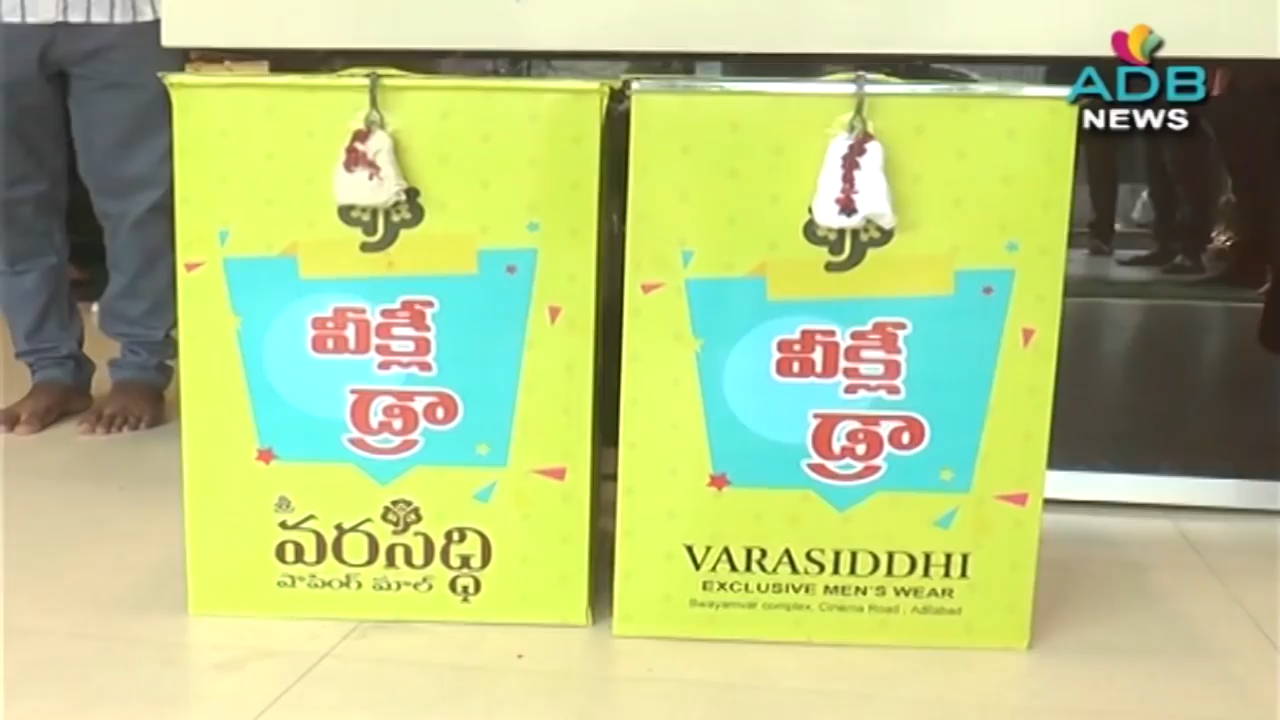 ADB
NEWS
వీక్లీ
డ్రా
శ్రీ
వరసిద్ధి
షాపింగ్ మాల్
వీక్లీ
డ్రా
VARASIDDHI
EXCLUSIVE MEN'S WEAR
Swayamvar complex, Cinema Road, Adilabad